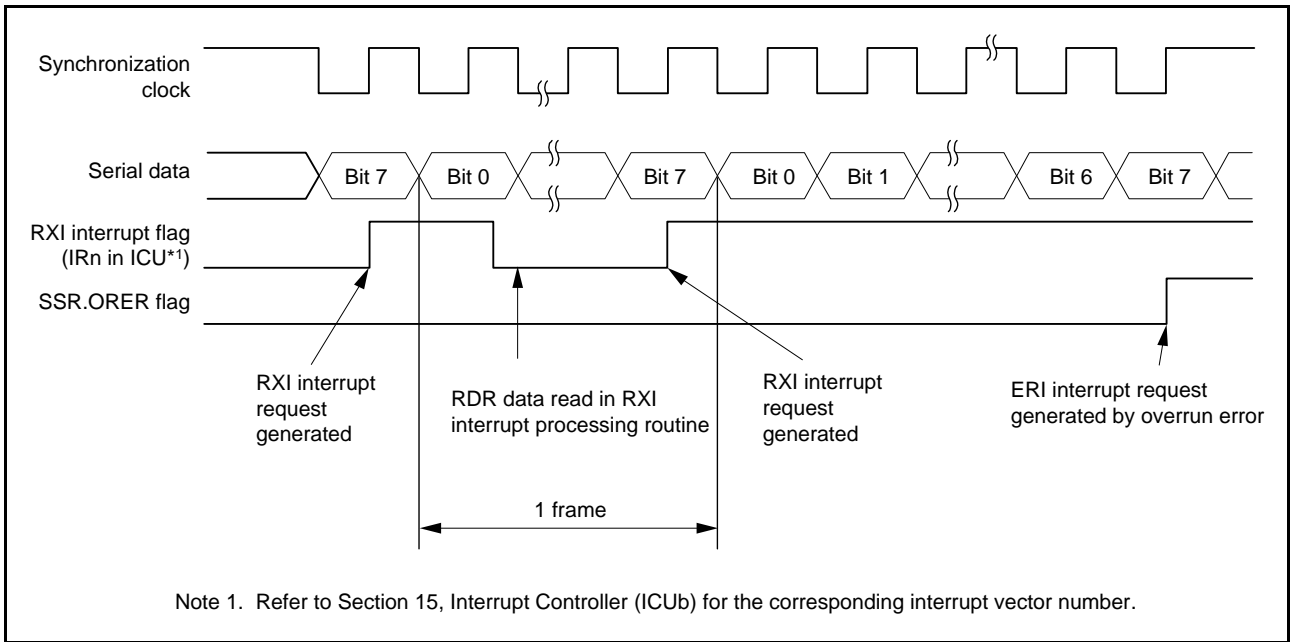 Synchronization
clock
Serial data
Bit 7
Bit 0
Bit 7
Bit 0
Bit 1
Bit 6
Bit 7
RXI interrupt flag
(IRn in ICU*1)
SSR.ORER flag
RXI interrupt
request
generated
RDR data read in RXI
interrupt processing routine
RXI interrupt
request
generated
ERI interrupt request
generated by overrun error
1 frame
Note 1. Refer to Section 15, Interrupt Controller (ICUb) for the corresponding interrupt vector number.